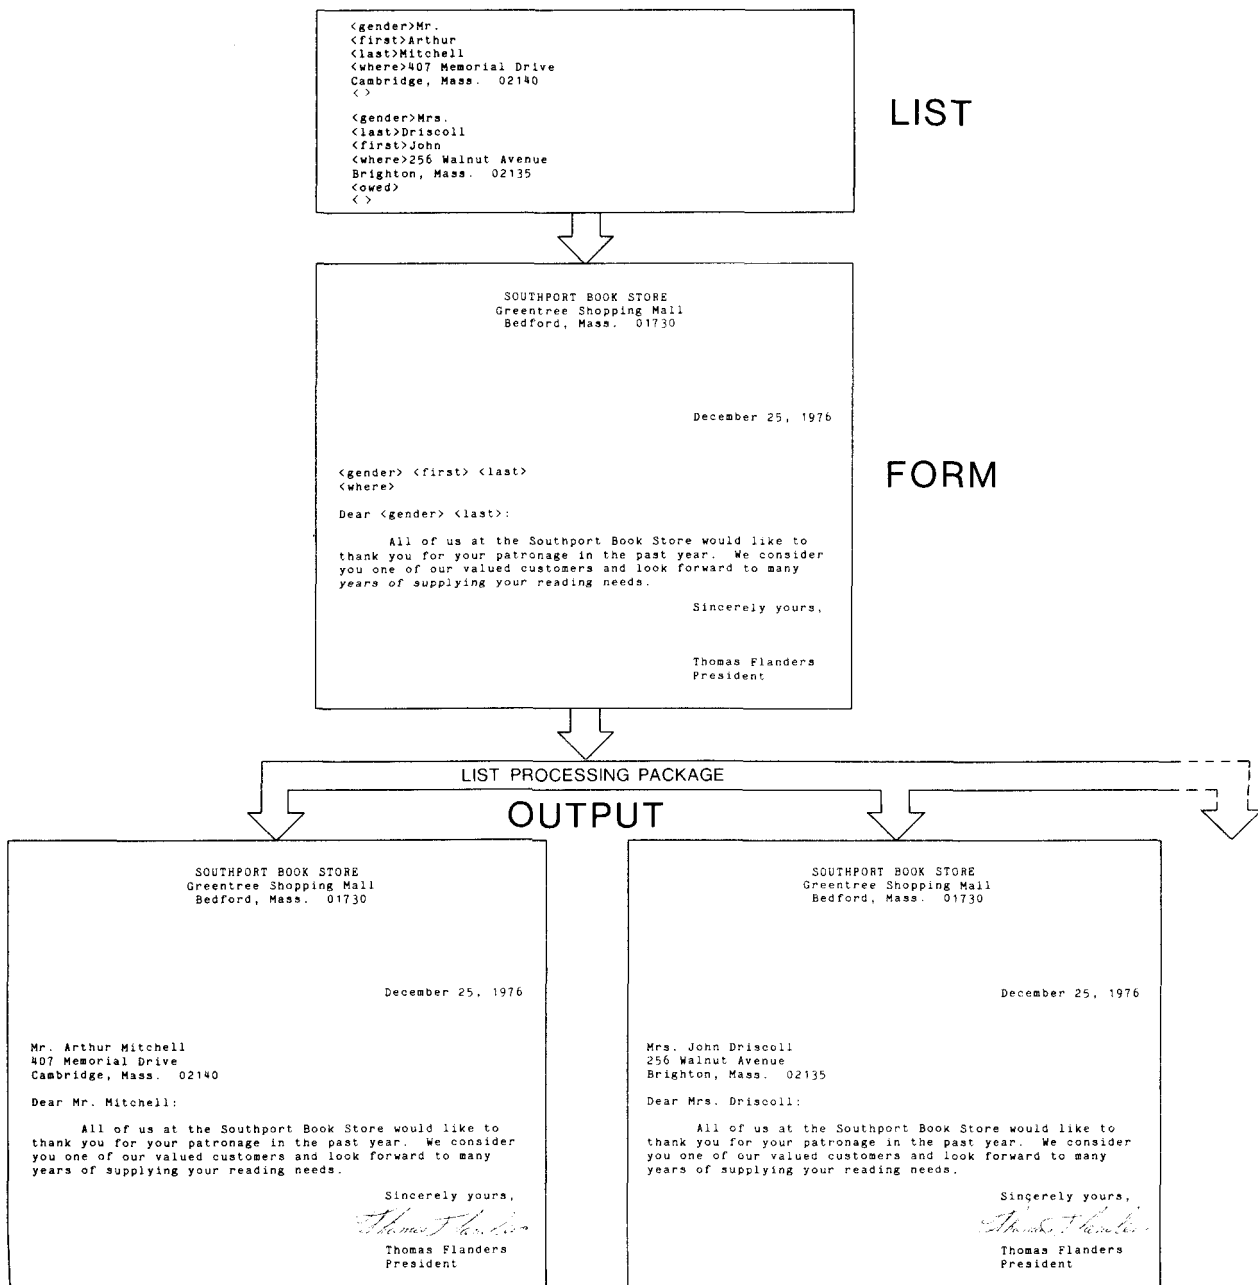 <gender>Mr.
<first>Arthur
<last>Mitchell
<where>407 Memorial Drive
Cambridge, Mass.  02140
<>
<gender>Mrs.
<last>Driscoll
<first>John
<where>256 Walnut Avenue
Brighton, Mass.  02135
<owed>
<>
LIST
SOUTHPORT BOOK STORE
Greentree Shopping Mall
Bedford, Mass.  01730
December 25, 1976
<gender> <first> <last>
<where>
Dear <gender> <last>:
All of us at the Southport Book Store would like to
thank you for your patronage in the past year.  We consider
you one of our valued customers and look forward to many
years of supplying your reading needs.
Sincerely yours,
Thomas Flanders
President
FORM
LIST PROCESSING PACKAGE
OUTPUT
SOUTHPORT BOOK STORE
Greentree Shopping Mall
Bedford, Mass.  01730
December 25, 1976
Mr. Arthur Mitchell
407 Memorial Drive
Cambridge, Mass.  02140
Dear Mr. Mitchell:
All of us at the Southport Book Store would like to
thank you for your patronage in the past year.  We consider
you one of our valued customers and look forward to many
years of supplying your reading needs.
Sincerely yours,
Thomas Flanders
Thomas Flanders
President
SOUTHPORT BOOK STORE
Greentree Shopping Mall
Bedford, Mass.  01730
December 25, 1976
Mrs. John Driscoll
256 Walnut Avenue
Brighton, Mass.  02135
Dear Mrs. Driscoll:
All of us at the Southport Book Store would like to
thank you for your patronage in the past year.  We consider
you one of our valued customers and look forward to many
years of supplying your reading needs.
Sincerely yours,
Thomas Flanders
Thomas Flanders
President